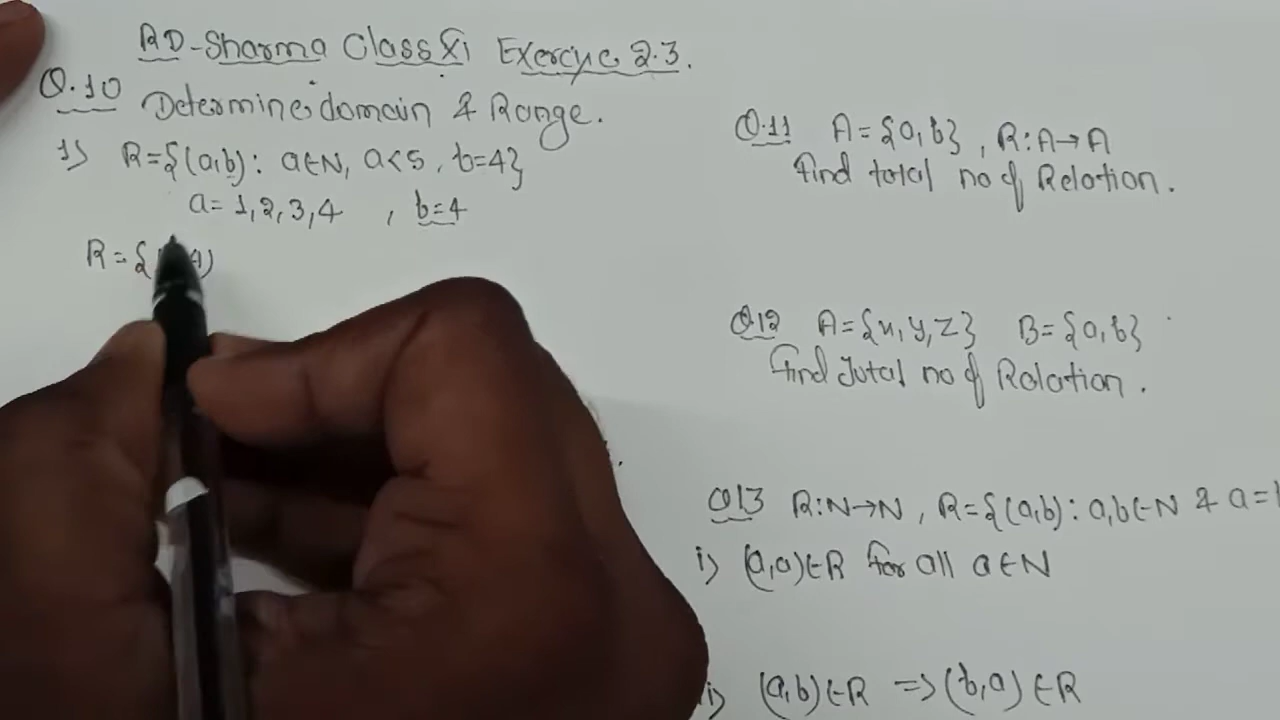 RD-Sharma Class XI Exercise 2.3.
Q.10 Determine domain & Range.
1) R={(a,b): a∈N, a<5, b=4}
a=1,2,3,4 , b=4
R={ 4)
Q.11 A={a,b}, R:A→A
Find total no of Relation.
Q.12 A={x,y,z} B={a,b}
Find Total no of Relation.
Q13 R:N→N, R={(a,b): a,b∈N & a=
i) (a,a)∈R for all a∈N
i) (a,b)∈R ⇒ (b,a)∈R